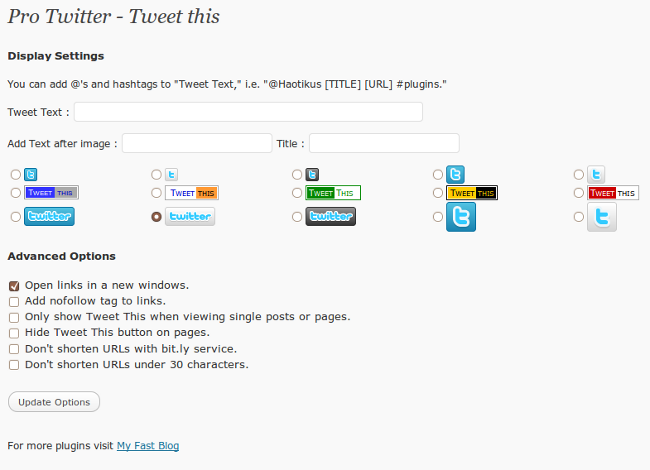 Pro Twitter - Tweet this
Display Settings
You can add @'s and hashtags to "Tweet Text," i.e. "@Haotikus [TITLE] [URL] #plugins."
Tweet Text :
Add Text after image : Title :
t t t t t
TWEET THIS TWEET THIS TWEET THIS TWEET THIS TWEET THIS
twitter twitter twitter t t
Advanced Options
Open links in a new windows.
Add nofollow tag to links.
Only show Tweet This when viewing single posts or pages.
Hide Tweet This button on pages.
Don't shorten URLs with bit.ly service.
Don't shorten URLs under 30 characters.
Update Options
For more plugins visit My Fast Blog